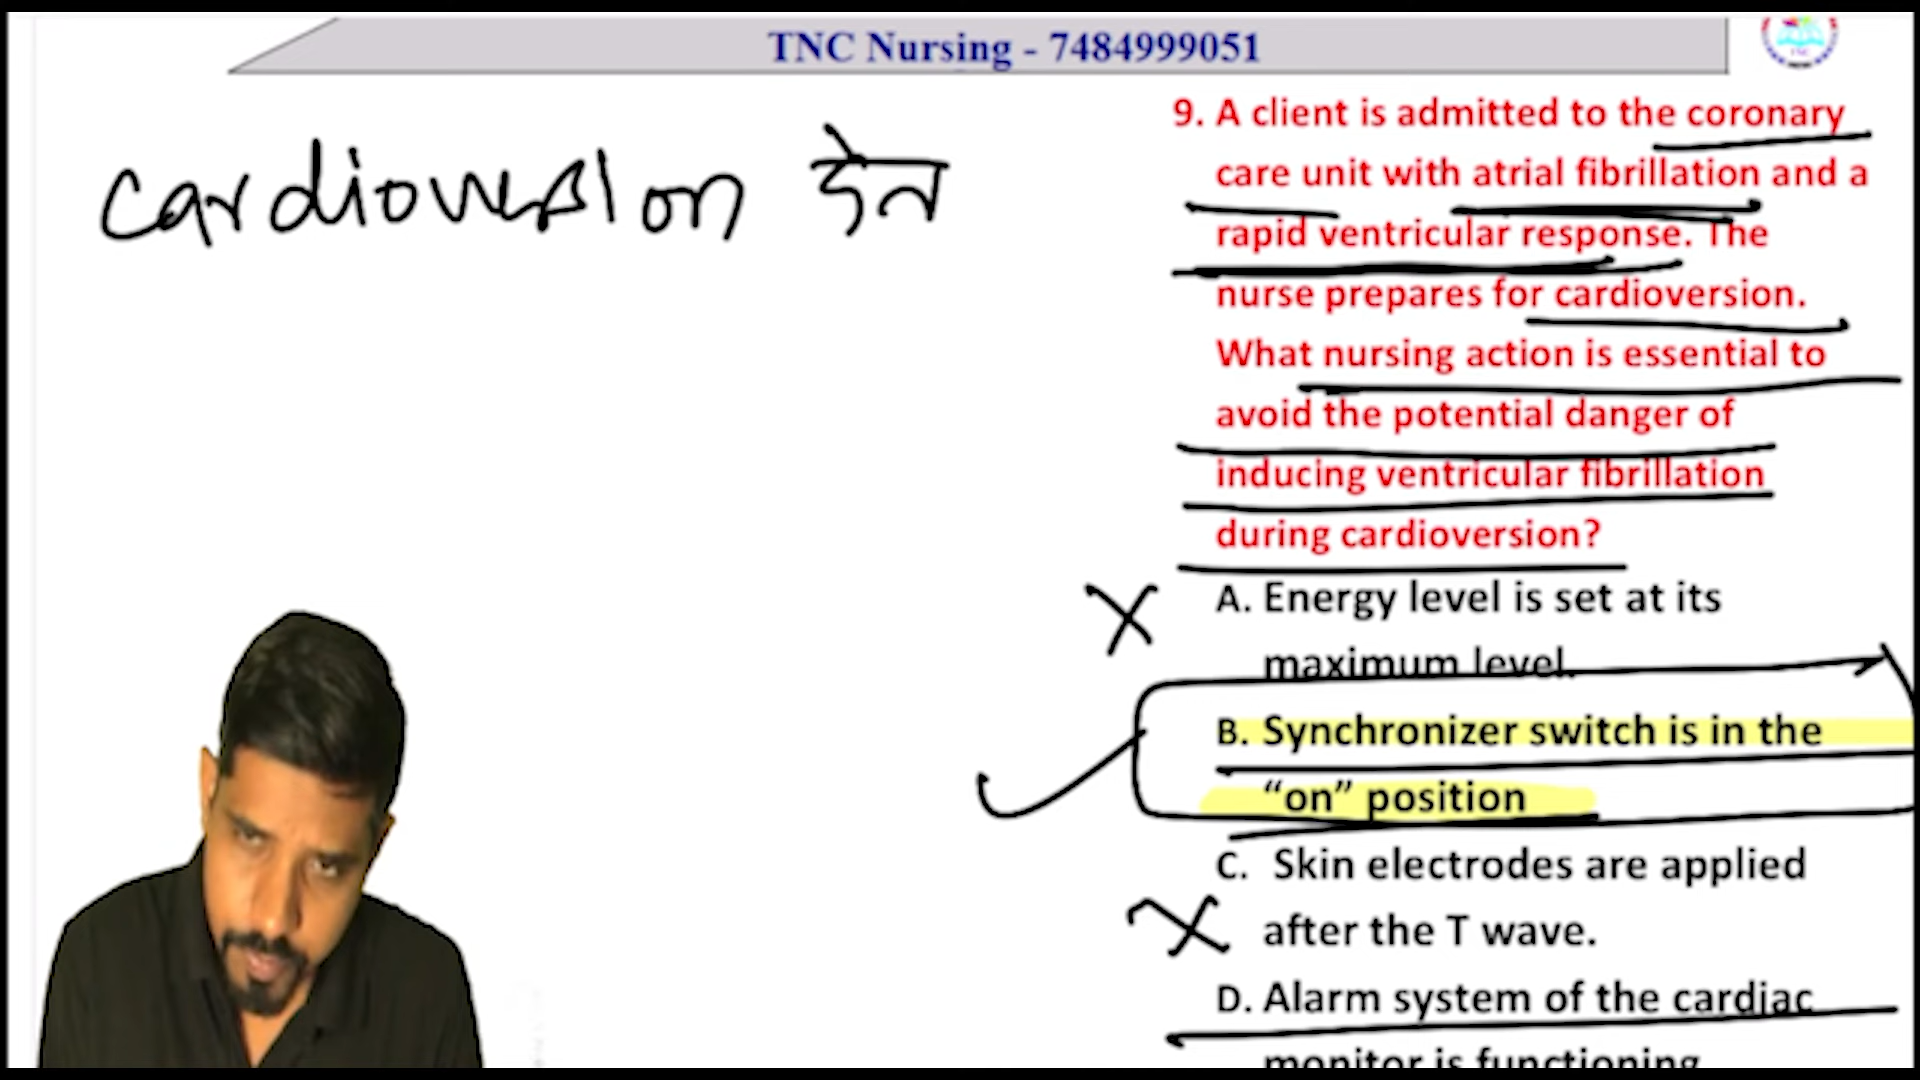 TNC Nursing - 7484999051
cardioversion देन
9. A client is admitted to the coronary
care unit with atrial fibrillation and a
rapid ventricular response. The
nurse prepares for cardioversion.
What nursing action is essential to
avoid the potential danger of
inducing ventricular fibrillation
during cardioversion?
A. Energy level is set at its
maximum level.
B. Synchronizer switch is in the
“on” position
C. Skin electrodes are applied
after the T wave.
D. Alarm system of the cardiac
monitor is functioning